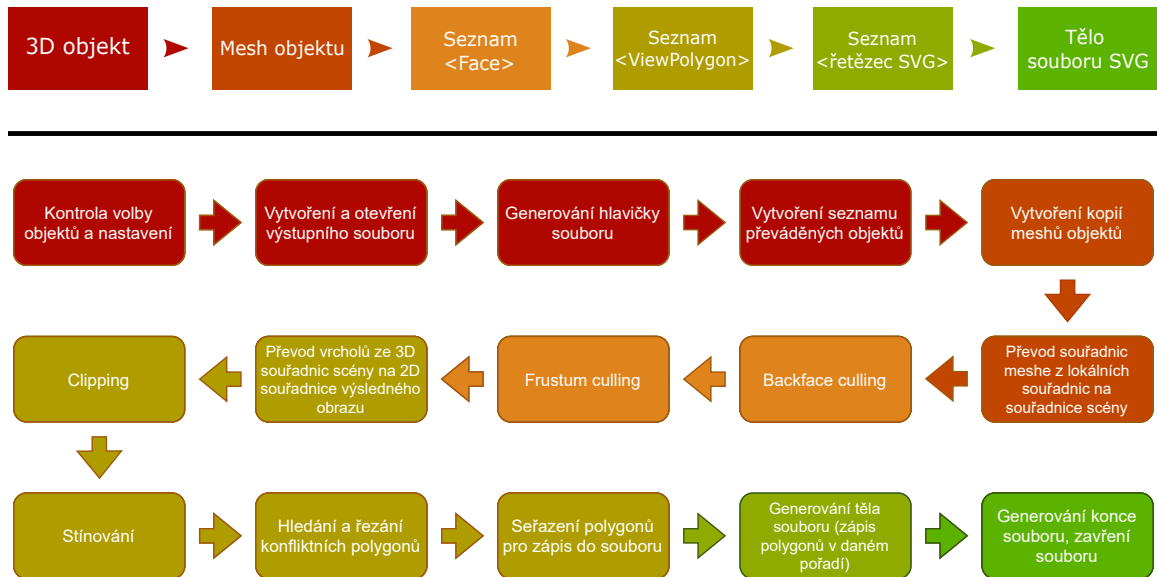 3D objekt
Mesh objektu
Seznam
<Face>
Seznam
<ViewPolygon>
Seznam
<řetězec SVG>
Tělo
souboru SVG
Kontrola volby
objektů a nastavení
Vytvoření a otevření
výstupního souboru
Generování hlavičky
souboru
Vytvoření seznamu
převáděných objektů
Vytvoření kopií
meshů objektů
Clipping
Převod vrcholů ze 3D
souřadnic scény na 2D
souřadnice výsledného
obrazu
Frustum culling
Backface culling
Převod souřadnic
meshe z lokálních
souřadnic na
souřadnice scény
Stínování
Hledání a řezání
konfliktních polygonů
Seřazení polygonů
pro zápis do souboru
Generování těla
souboru (zápis
polygonů v daném
pořadí)
Generování konce
souboru, zavření
souboru